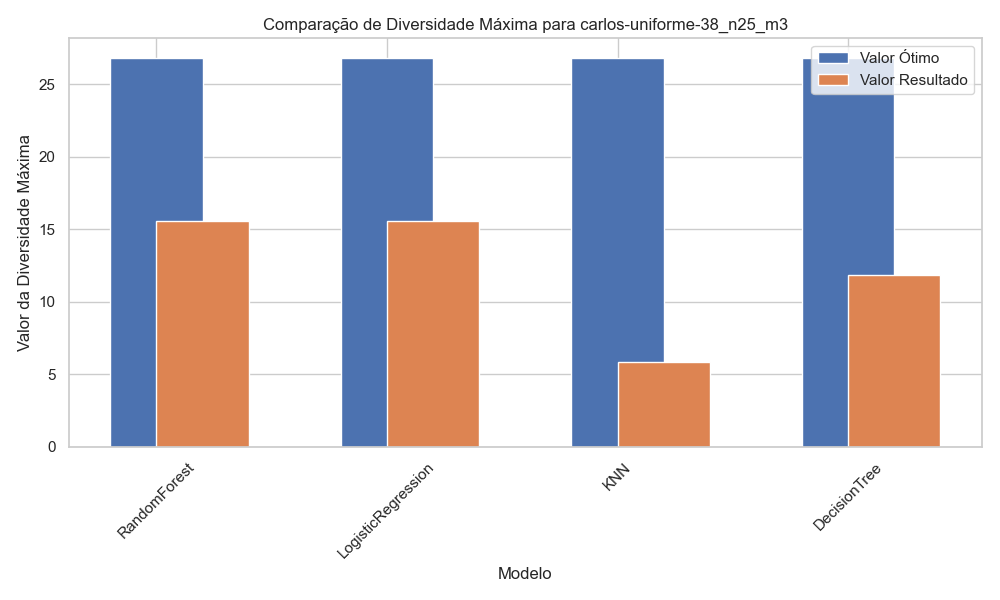 Comparação de Diversidade Máxima para carlos-uniforme-38_n25_m3
Valor Ótimo
Valor Resultado
Valor da Diversidade Máxima
25
20
15
10
5
0
RandomForest
LogisticRegression
KNN
DecisionTree
Modelo